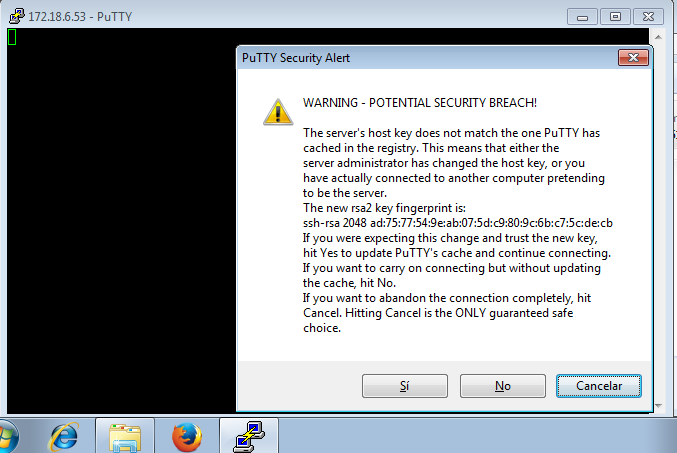 172.18.6.53 - PuTTY
PuTTY Security Alert
WARNING - POTENTIAL SECURITY BREACH!
The server's host key does not match the one PuTTY has
cached in the registry. This means that either the
server administrator has changed the host key, or you
have actually connected to another computer pretending
to be the server.
The new rsa2 key fingerprint is:
ssh-rsa 2048 ad:75:77:54:9e:ab:07:5d:c9:80:9c:6b:c7:5c:de:cb
If you were expecting this change and trust the new key,
hit Yes to update PuTTY's cache and continue connecting.
If you want to carry on connecting but without updating
the cache, hit No.
If you want to abandon the connection completely, hit
Cancel. Hitting Cancel is the ONLY guaranteed safe
choice.
Sí
No
Cancelar